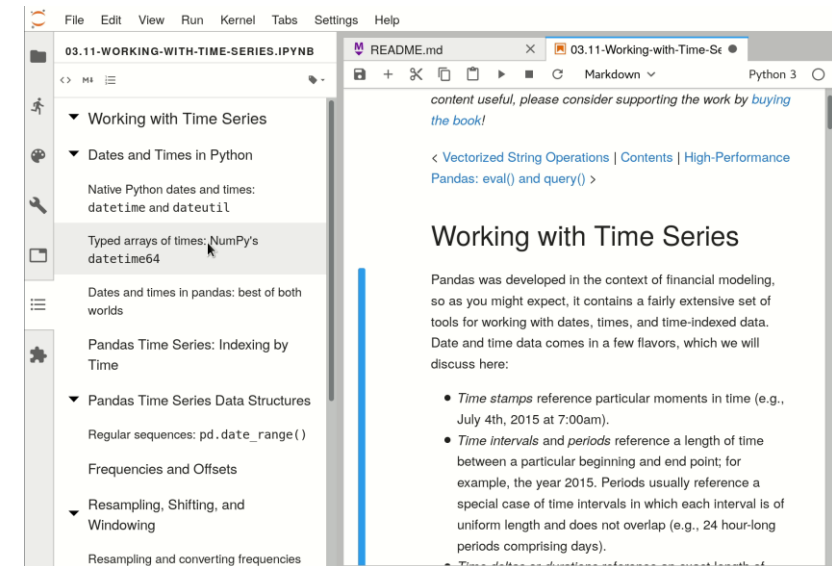 File Edit View Run Kernel Tabs Settings Help
03.11-WORKING-WITH-TIME-SERIES.IPYNB
<> M↓
Working with Time Series
Dates and Times in Python
Native Python dates and times:
datetime and dateutil
Typed arrays of times: NumPy's
datetime64
Dates and times in pandas: best of both
worlds
Pandas Time Series: Indexing by
Time
Pandas Time Series Data Structures
Regular sequences: pd.date_range()
Frequencies and Offsets
Resampling, Shifting, and
Windowing
Resampling and converting frequencies
README.md
03.11-Working-with-Time-Se
Markdown
Python 3
content useful, please consider supporting the work by buying
the book!
< Vectorized String Operations | Contents | High-Performance
Pandas: eval() and query() >
Working with Time Series
Pandas was developed in the context of financial modeling,
so as you might expect, it contains a fairly extensive set of
tools for working with dates, times, and time-indexed data.
Date and time data comes in a few flavors, which we will
discuss here:
● Time stamps reference particular moments in time (e.g.,
July 4th, 2015 at 7:00am).
● Time intervals and periods reference a length of time
between a particular beginning and end point; for
example, the year 2015. Periods usually reference a
special case of time intervals in which each interval is of
uniform length and does not overlap (e.g., 24 hour-long
periods comprising days).
● Time deltas or durations reference an exact length of